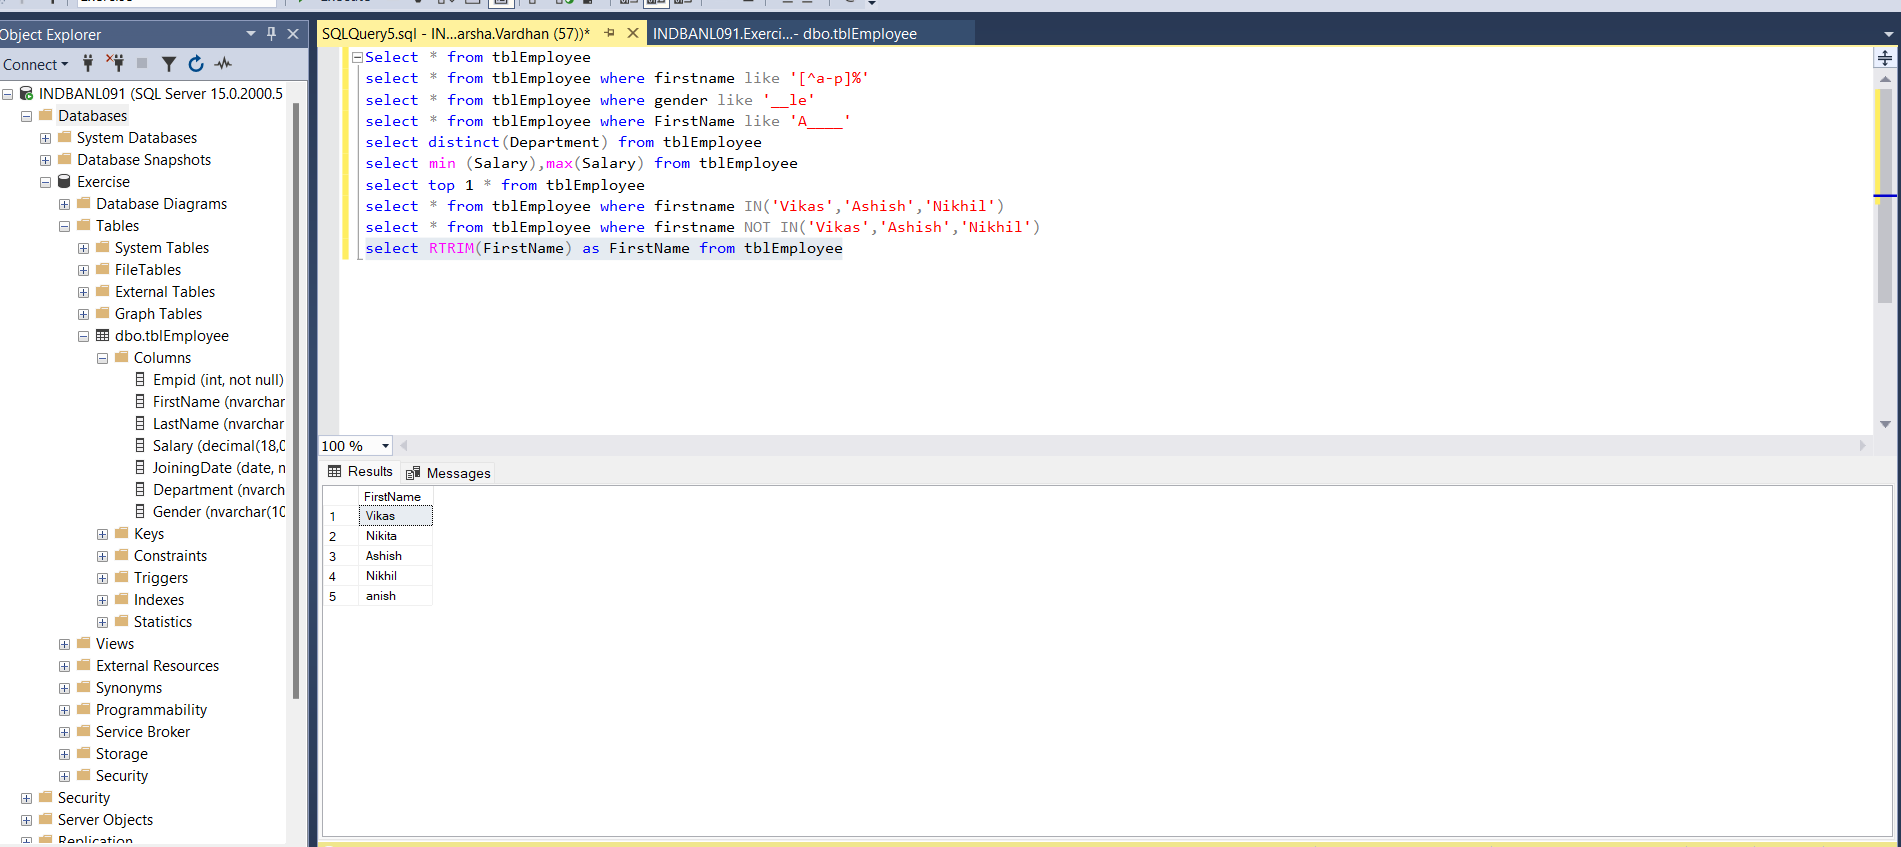 Object Explorer
Connect
INDBANL091 (SQL Server 15.0.2000.5
Databases
System Databases
Database Snapshots
Exercise
Database Diagrams
Tables
System Tables
FileTables
External Tables
Graph Tables
dbo.tblEmployee
Columns
Empid (int, not null)
FirstName (nvarchar
LastName (nvarchar
Salary (decimal(18,0
JoiningDate (date, n
Department (nvarch
Gender (nvarchar(10
Keys
Constraints
Triggers
Indexes
Statistics
Views
External Resources
Synonyms
Programmability
Service Broker
Storage
Security
Security
Server Objects
Replication
SQLQuery5.sql - IN...arsha.Vardhan (57))*
INDBANL091.Exerci...- dbo.tblEmployee
Select * from tblEmployee
select * from tblEmployee where firstname like '[^a-p]%'
select * from tblEmployee where gender like '__le'
select * from tblEmployee where FirstName like 'A____'
select distinct(Department) from tblEmployee
select min (Salary),max(Salary) from tblEmployee
select top 1 * from tblEmployee
select * from tblEmployee where firstname IN('Vikas','Ashish','Nikhil')
select * from tblEmployee where firstname NOT IN('Vikas','Ashish','Nikhil')
select RTRIM(FirstName) as FirstName from tblEmployee
100 %
Results
Messages
FirstName
1 Vikas
2 Nikita
3 Ashish
4 Nikhil
5 anish